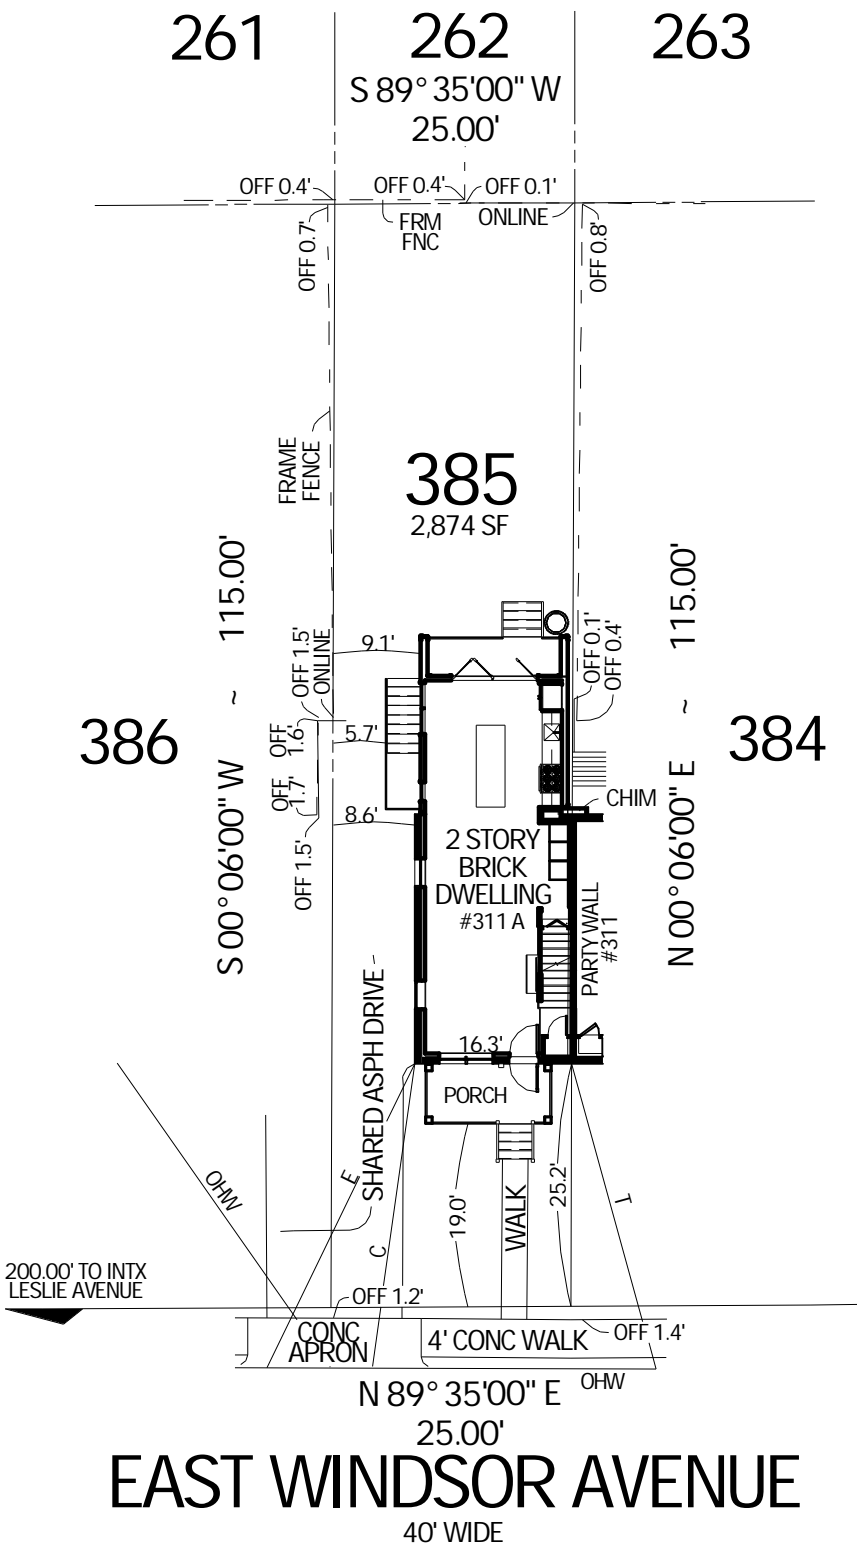 261
262
263
S 89° 35'00" W
25.00'
OFF 0.4'
OFF 0.4'
OFF 0.1'
FRM
FNC
ONLINE
OFF 0.7'
OFF 0.8'
FRAME
FENCE
385
2,874 SF
S 00° 06'00" W ~ 115.00'
N 00° 06'00" E ~ 115.00'
OFF 1.5'
ONLINE
9.1'
OFF 0.1'
OFF 0.4'
386
384
OFF
1.6'
5.7'
OFF
1.7'
8.6'
CHIM
OFF 1.5'
2 STORY
BRICK
DWELLING
#311 A
PARTY WALL
#311
SHARED ASPH DRIVE
16.3'
PORCH
OHW
E
C
19.0'
WALK
25.2'
T
200.00' TO INTX
LESLIE AVENUE
OFF 1.2'
CONC
APRON
4' CONC WALK
OFF 1.4'
OHW
N 89° 35'00" E
25.00'
EAST WINDSOR AVENUE
40' WIDE